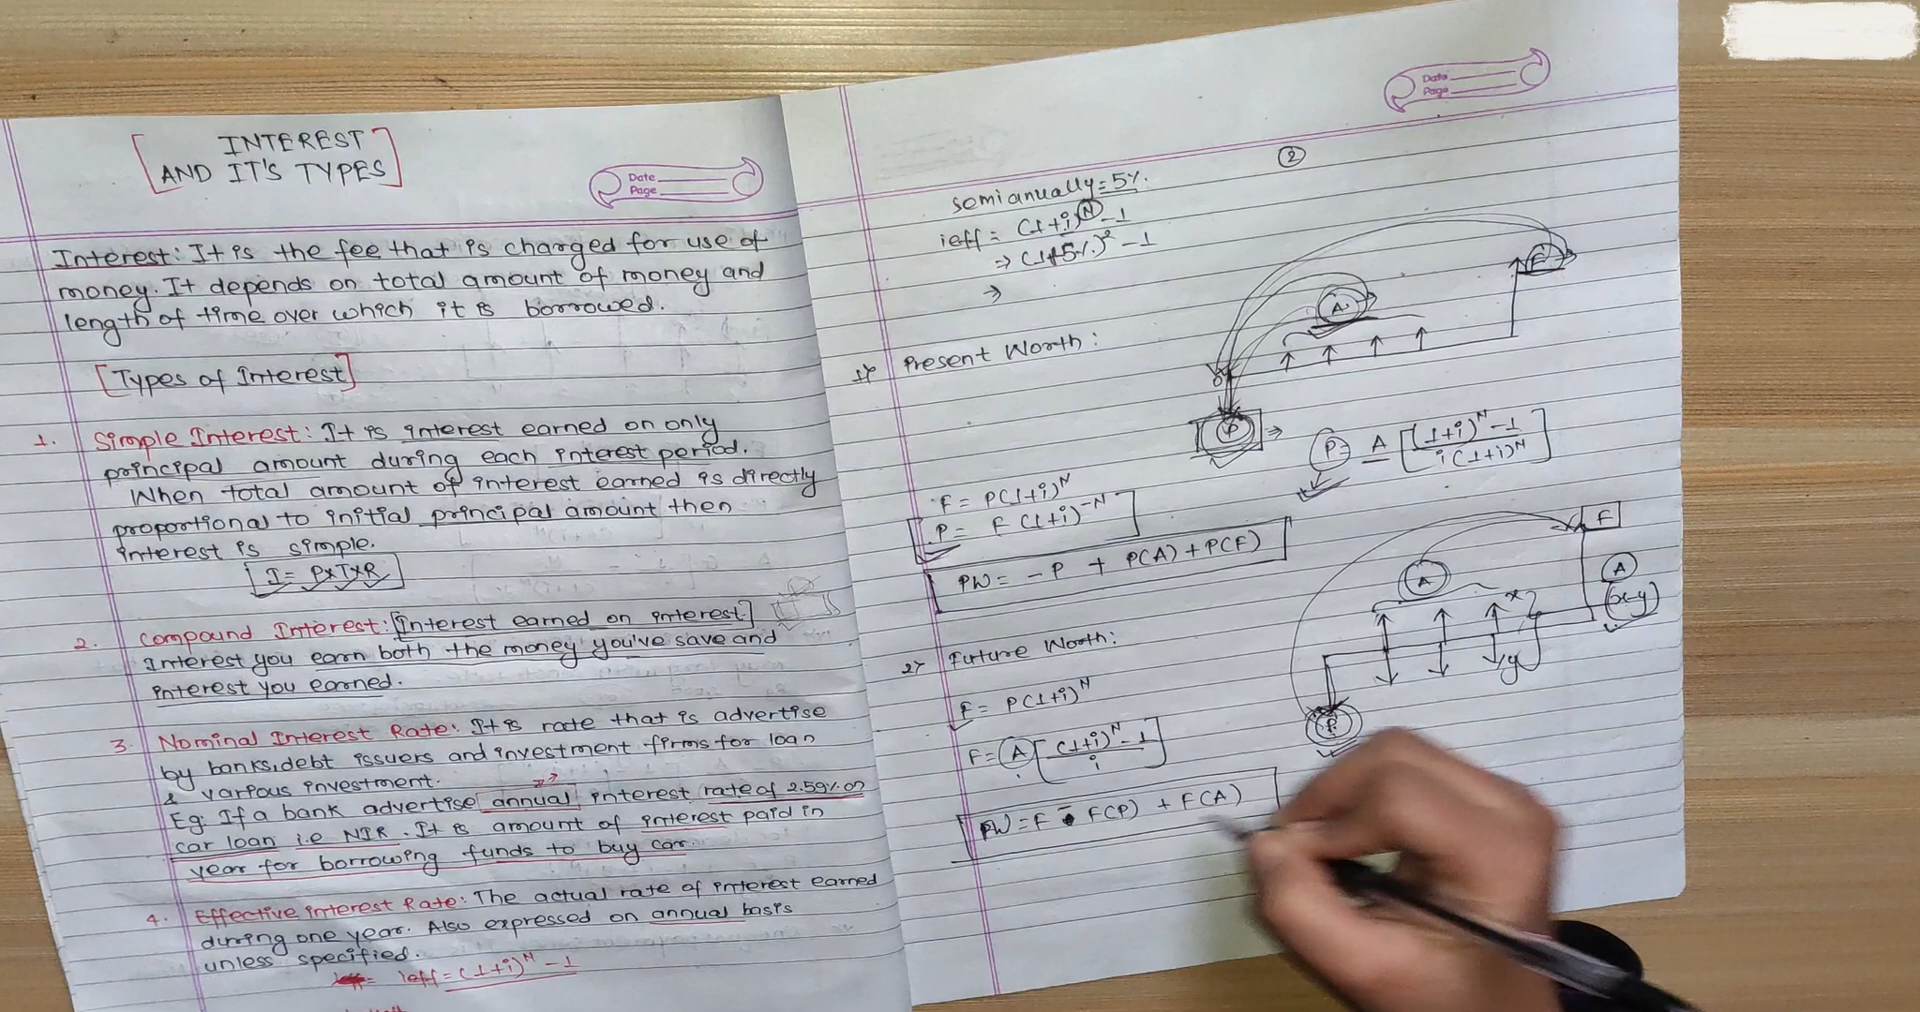 INTEREST
AND IT'S TYPES
Date
Page
Interest: It is the fee that is charged for use of
money. It depends on total amount of money and
length of time over which it is borrowed.
[Types of Interest]
1. Simple Interest: It is interest earned on only
principal amount during each interest period.
When total amount of interest earned is directly
proportional to initial principal amount then
interest is simple.
I = P×T×R
2. Compound Interest: [Interest earned on interest]
Interest you earn both the money you've save and
interest you earned.
3. Nominal Interest Rate: It is rate that is advertise
by banks, debt issuers and investment firms for loan
& various investment.
Eg: If a bank advertise annual interest rate of 2.59% on
car loan i.e NIR. It is amount of interest paid in
year for borrowing funds to buy car.
4. Effective interest Rate: The actual rate of interest earned
during one year. Also expressed on annual basis
unless specified.
ieff = (1+i)^N - 1
Date
Page
2
semianually = 5%.
ieff = (1+i)^N - 1
⇒ (1+5%)^2 - 1
⇒
F
A
1) Present Worth:
P
P = A [(1+i)^N - 1 / i(1+i)^N]
F = P(1+i)^N
P = F (1+i)^-N
PW = -P + P(A) + P(F)
F
A
A
x
(x-y)
y
P
2) Future Worth:
F = P(1+i)^N
F = A [(1+i)^N - 1 / i]
PW = F - F(P) + F(A)